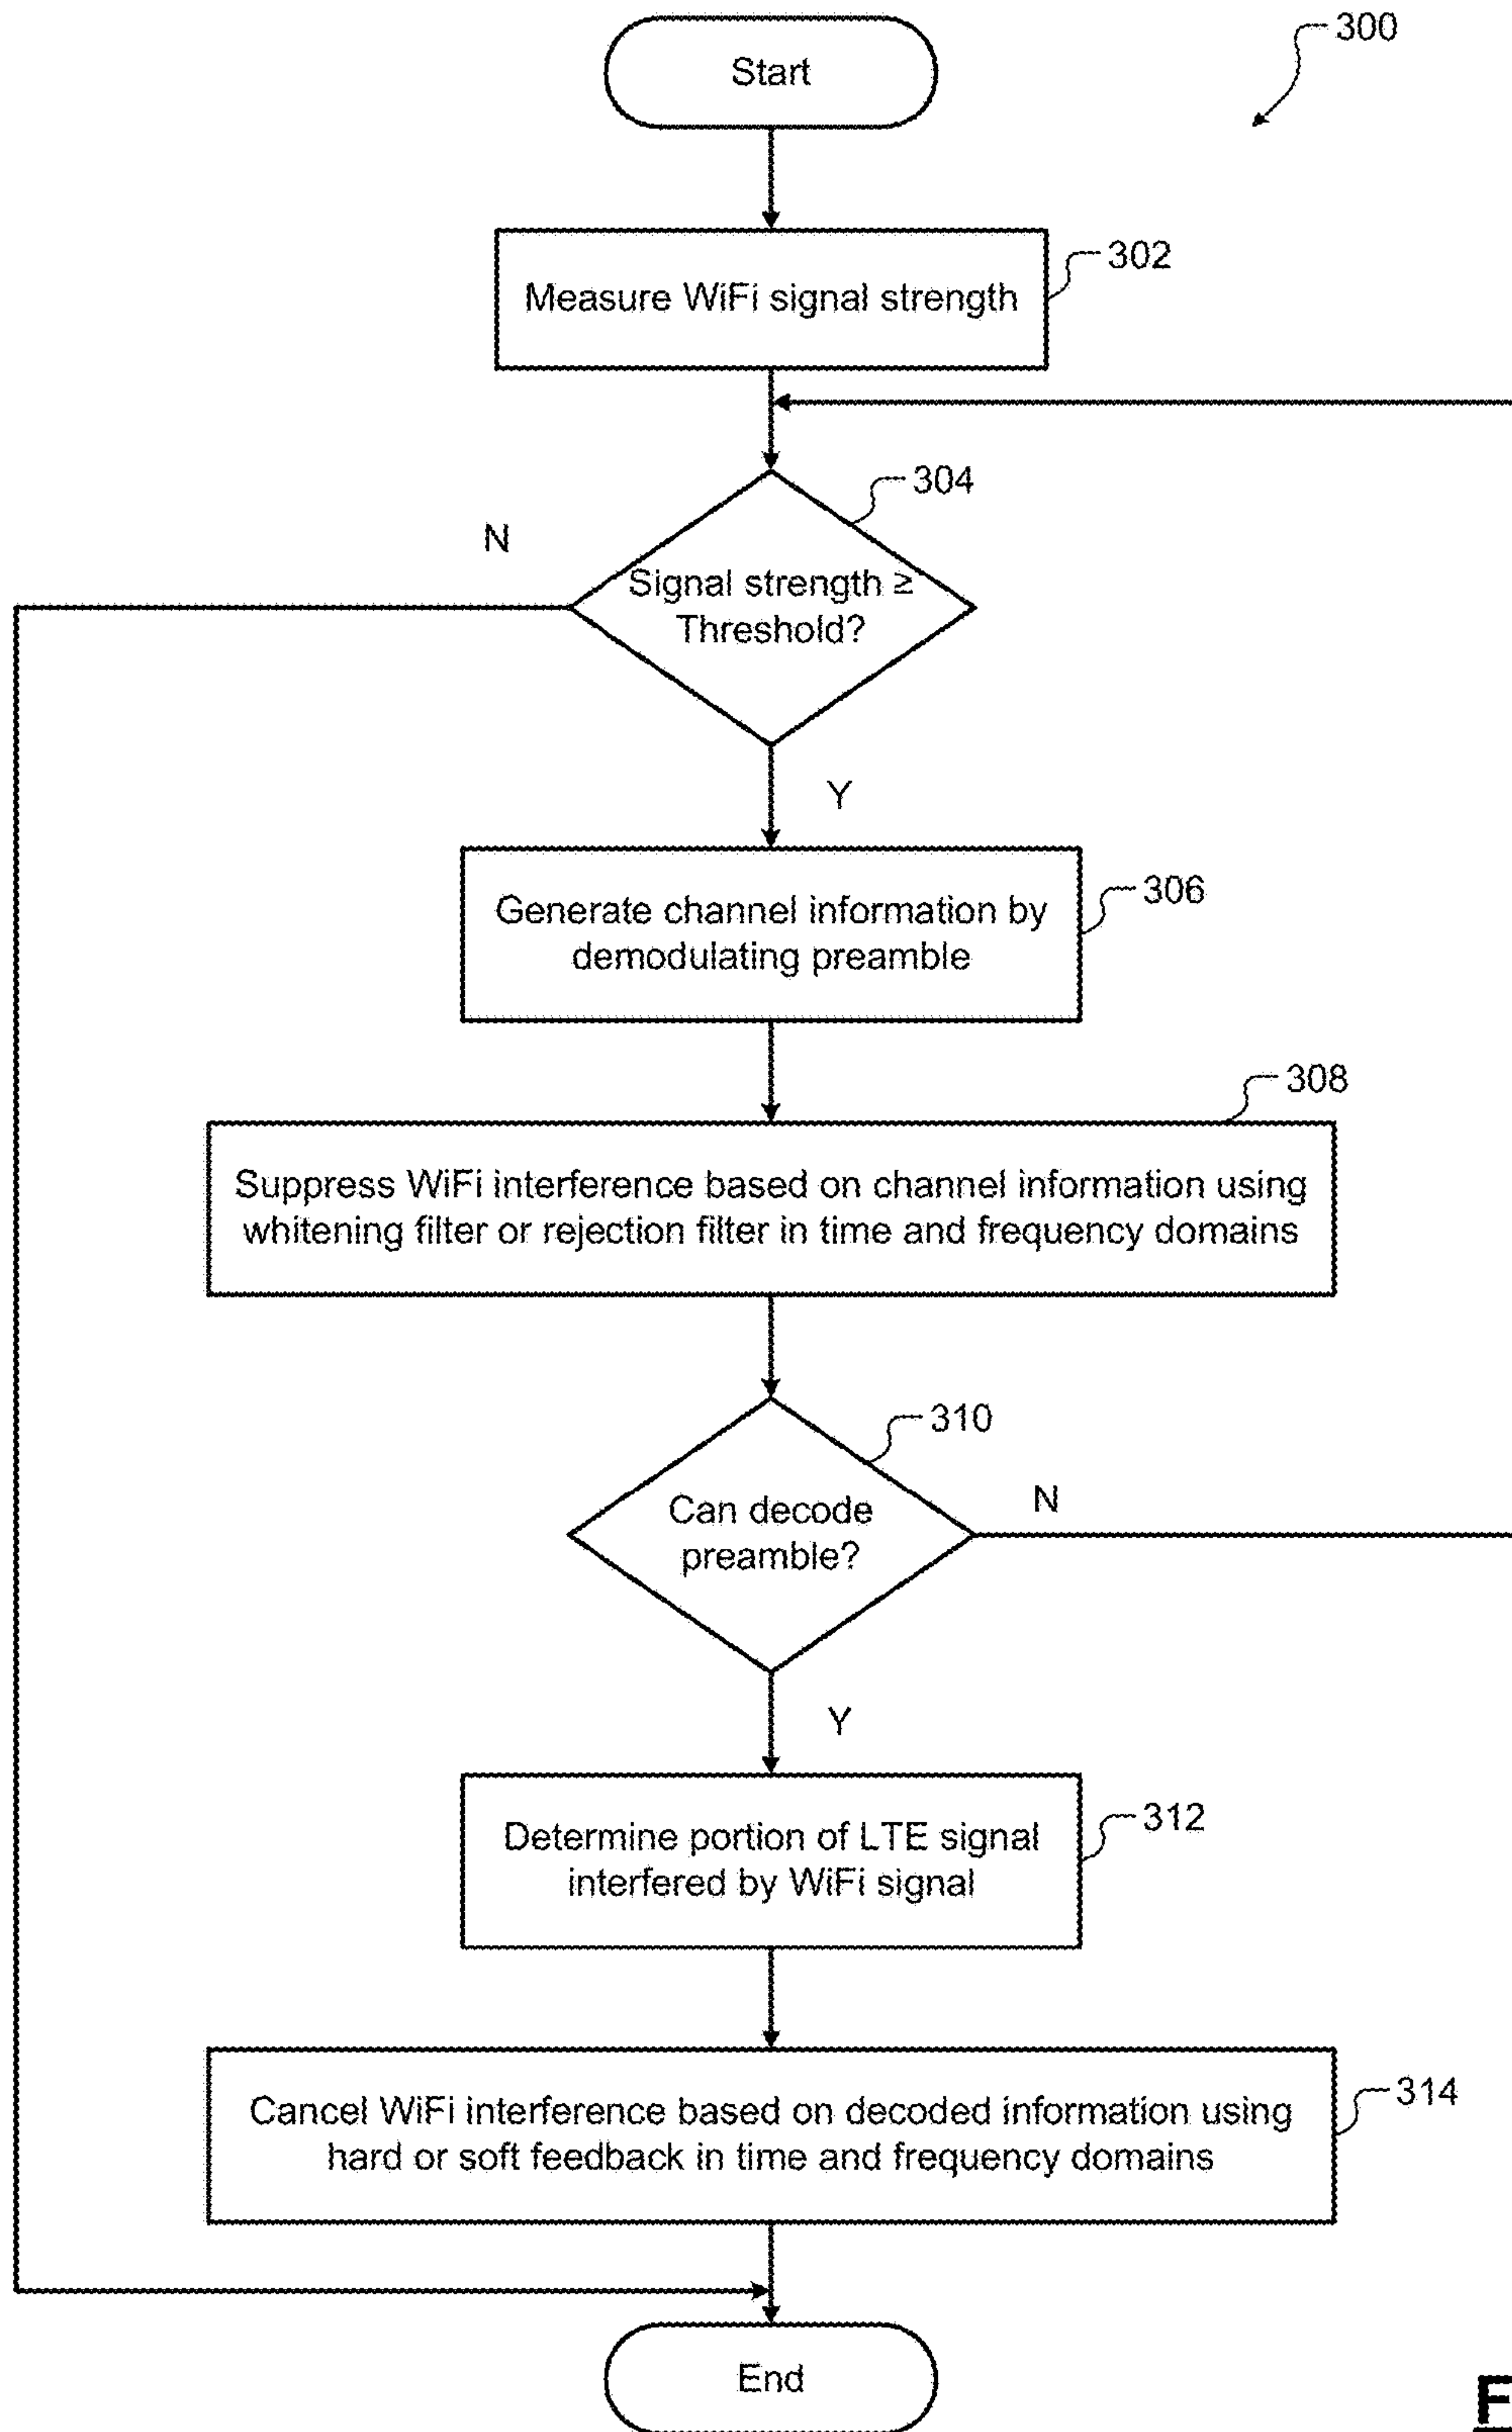 Start
300
Measure WiFi signal strength
302
304
N
Signal strength ≥
Threshold?
Y
Generate channel information by
demodulating preamble
306
308
Suppress WiFi interference based on channel information using
whitening filter or rejection filter in time and frequency domains
310
Can decode
preamble?
N
Y
Determine portion of LTE signal
interfered by WiFi signal
312
Cancel WiFi interference based on decoded information using
hard or soft feedback in time and frequency domains
314
End
F